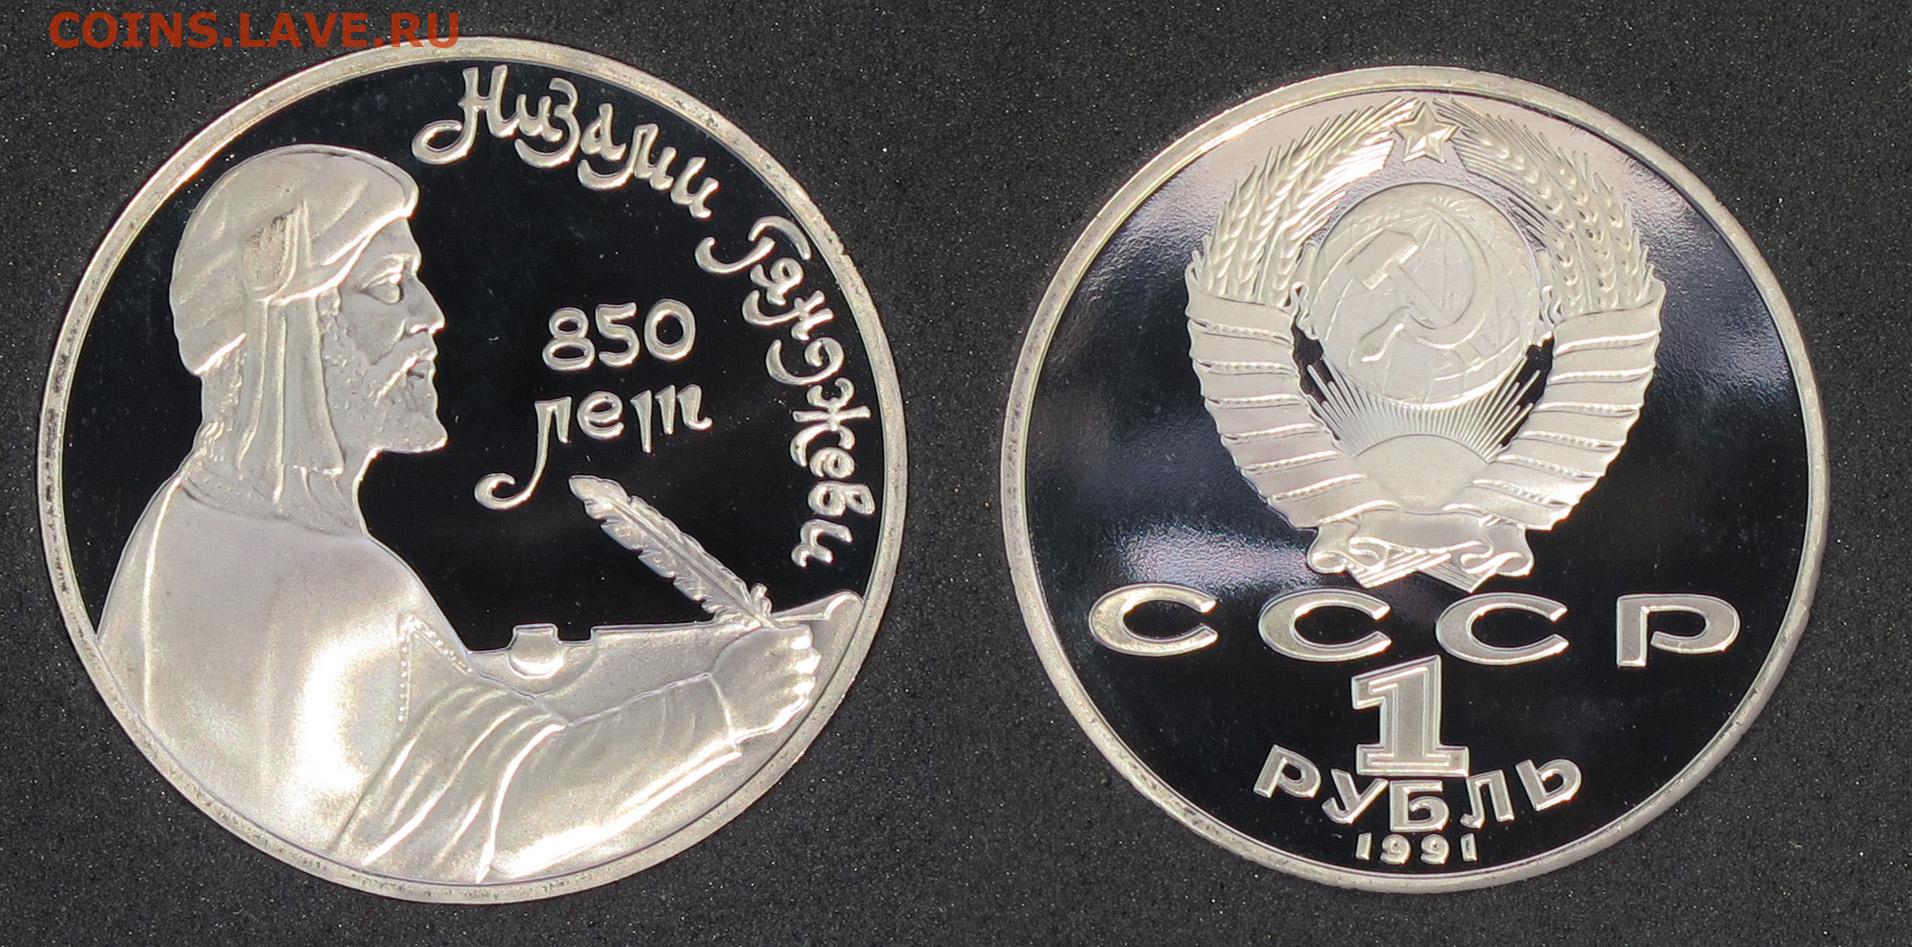 COINS.LAVE.RU
Низами Гянджеви
850
лет
СССР
1
РУБЛЬ
1991